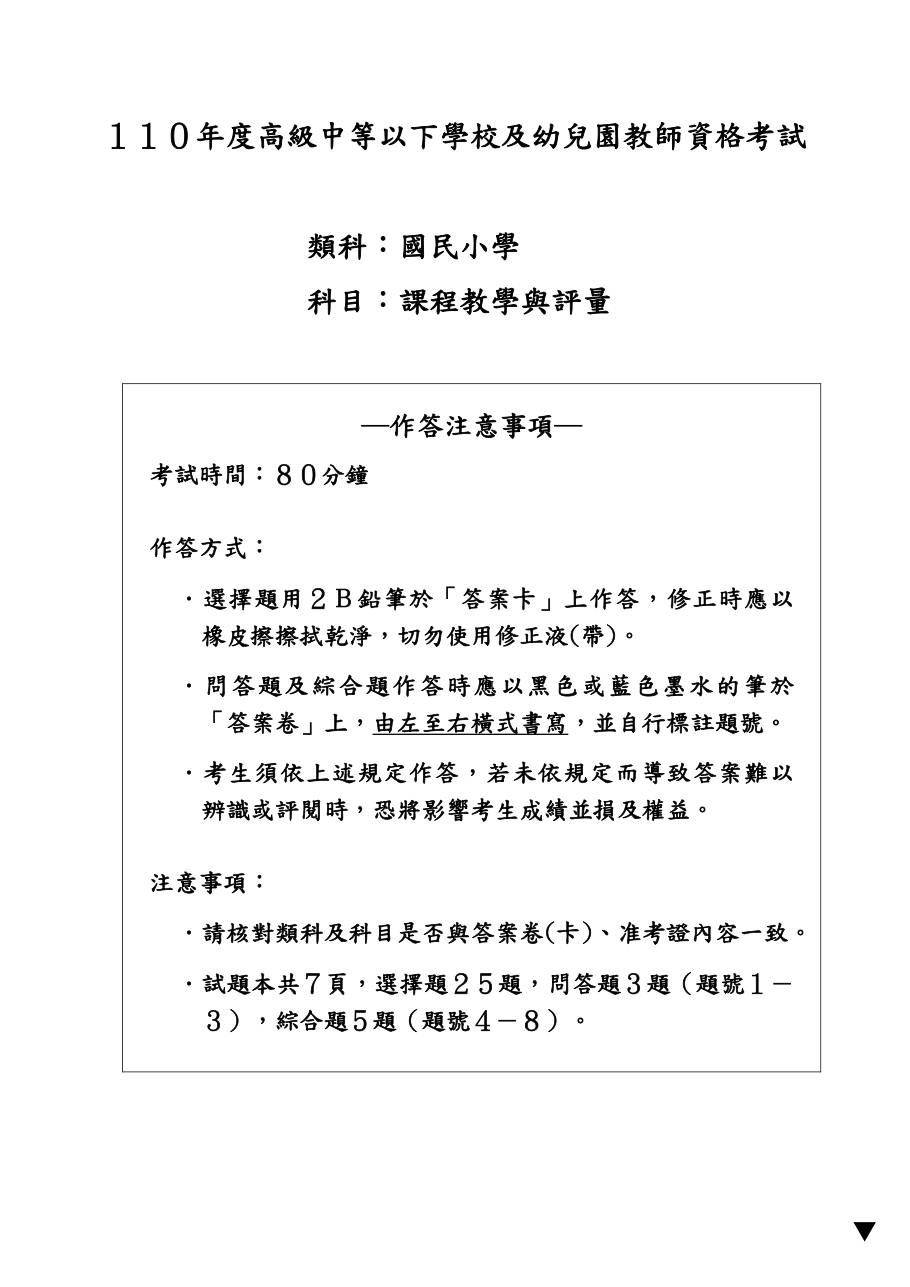 １１０年度高級中等以下學校及幼兒園教師資格考試
類科：國民小學
科目：課程教學與評量
—作答注意事項—
考試時間：８０分鐘
作答方式：
．選擇題用２Ｂ鉛筆於「答案卡」上作答，修正時應以
橡皮擦擦拭乾淨，切勿使用修正液(帶)。
．問答題及綜合題作答時應以黑色或藍色墨水的筆於
「答案卷」上，由左至右橫式書寫，並自行標註題號。
．考生須依上述規定作答，若未依規定而導致答案難以
辨識或評閱時，恐將影響考生成績並損及權益。
注意事項：
．請核對類科及科目是否與答案卷(卡)、准考證內容一致。
．試題本共７頁，選擇題２５題，問答題３題（題號１－
３），綜合題５題（題號４－８）。